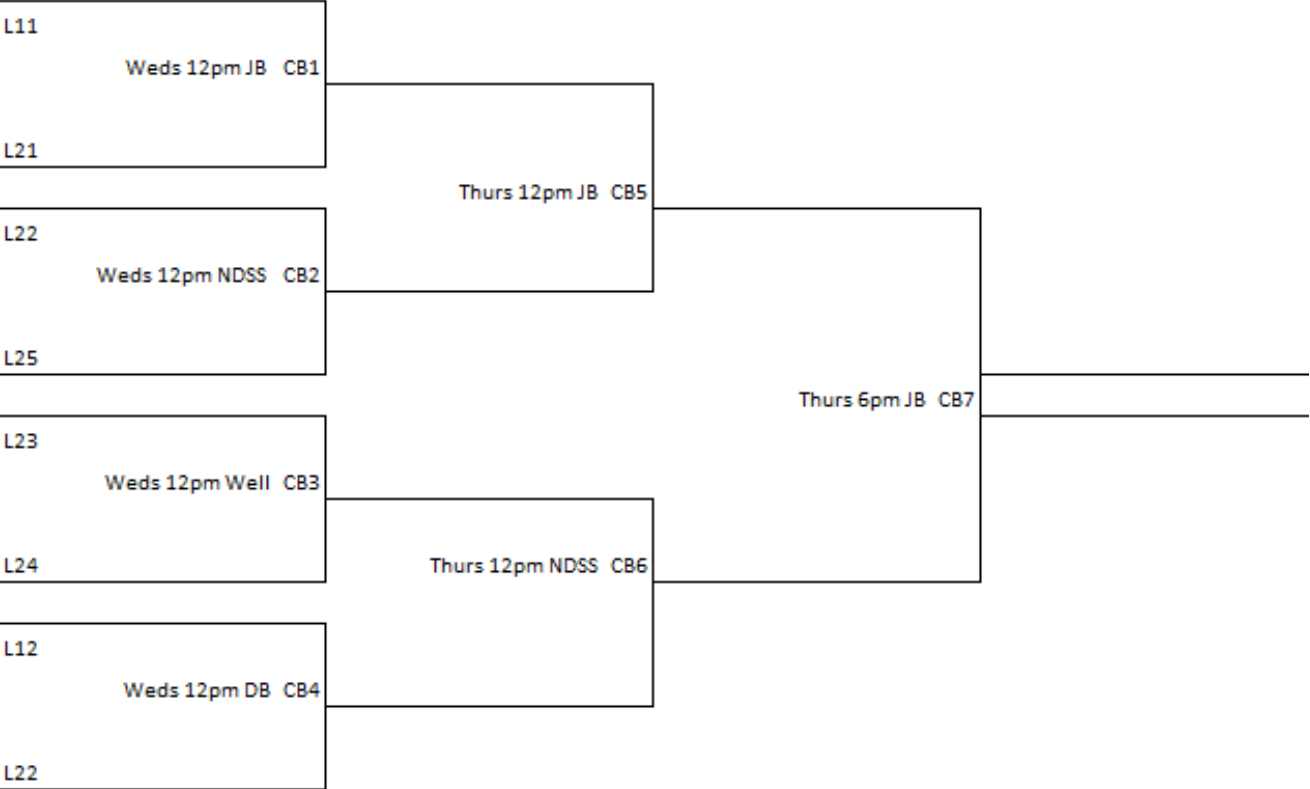 L11
Weds 12pm JB CB1
L21
Thurs 12pm JB CB5
L22
Weds 12pm NDSS CB2
L25
Thurs 6pm JB CB7
L23
Weds 12pm Well CB3
L24
Thurs 12pm NDSS CB6
L12
Weds 12pm DB CB4
L22